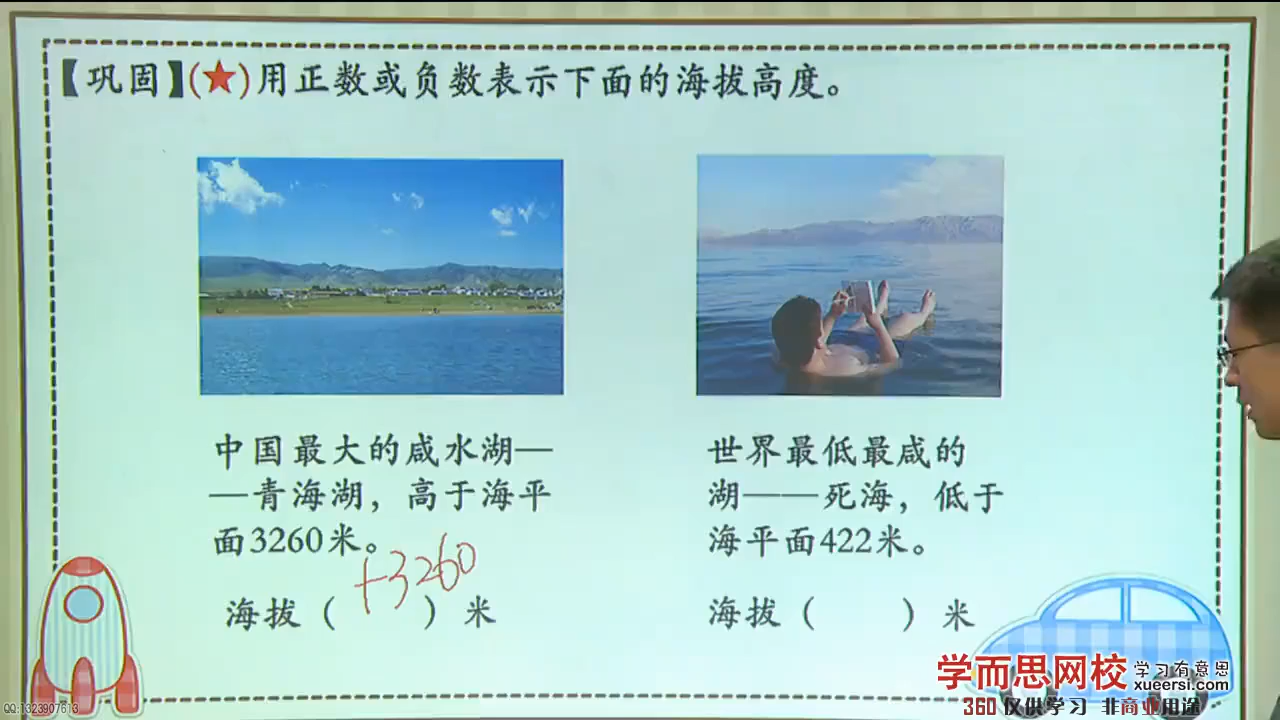 【巩固】(★)用正数或负数表示下面的海拔高度。
中国最大的咸水湖—
—青海湖，高于海平
面3260米。
+3260
海拔（ ）米
世界最低最咸的
湖——死海，低于
海平面422米。
海拔（ ）米
学而思网校 学习有意思
xueersi.com
360 仅供学习 非商业用途
QQ:1323907613